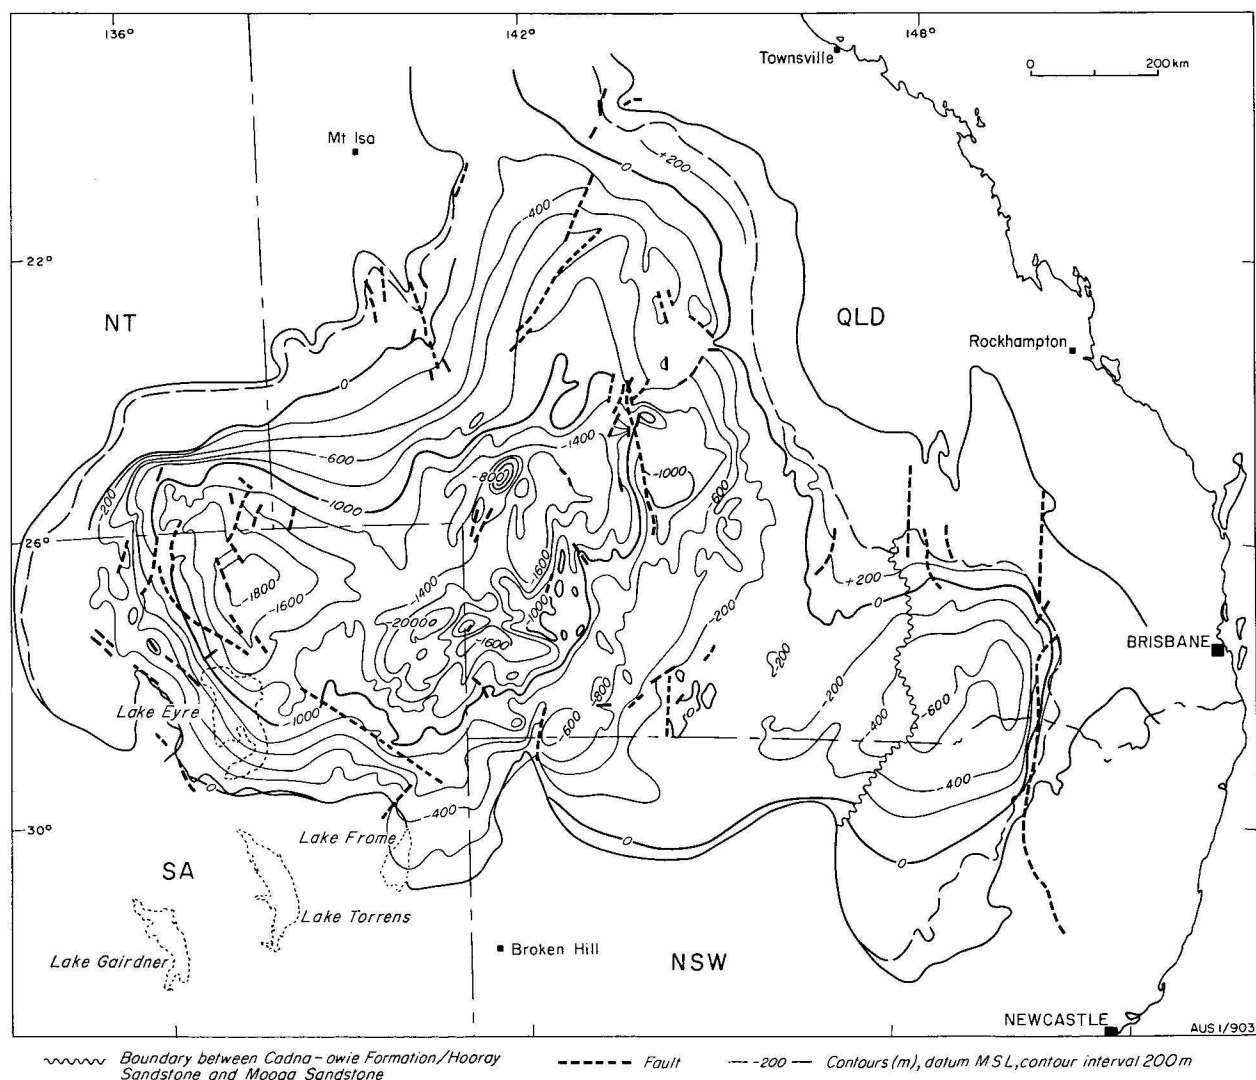 136°
142°
148°
Townsville
0 200 km
Mt Isa
+200
0
-400
-22°
NT
QLD
Rockhampton
0
-1400
-600
-800
-1000
-600
-200
-1000
-26°
-1600
+200
-1800
-1400
-1600
-1000
-200
0
-2000
-1600
BRISBANE
-200
-800
-200
-600
Lake Eyre
-1000
0
-600
-400
-400
0
-400
-30°
Lake Frome
0
0
SA
Lake Torrens
Broken Hill
NSW
Lake Gairdner
NEWCASTLE
AUS 1/903
Boundary between Cadna-owie Formation/Hooray
Sandstone and Mooga Sandstone
Fault
-200
Contours (m), datum M S L, contour interval 200 m